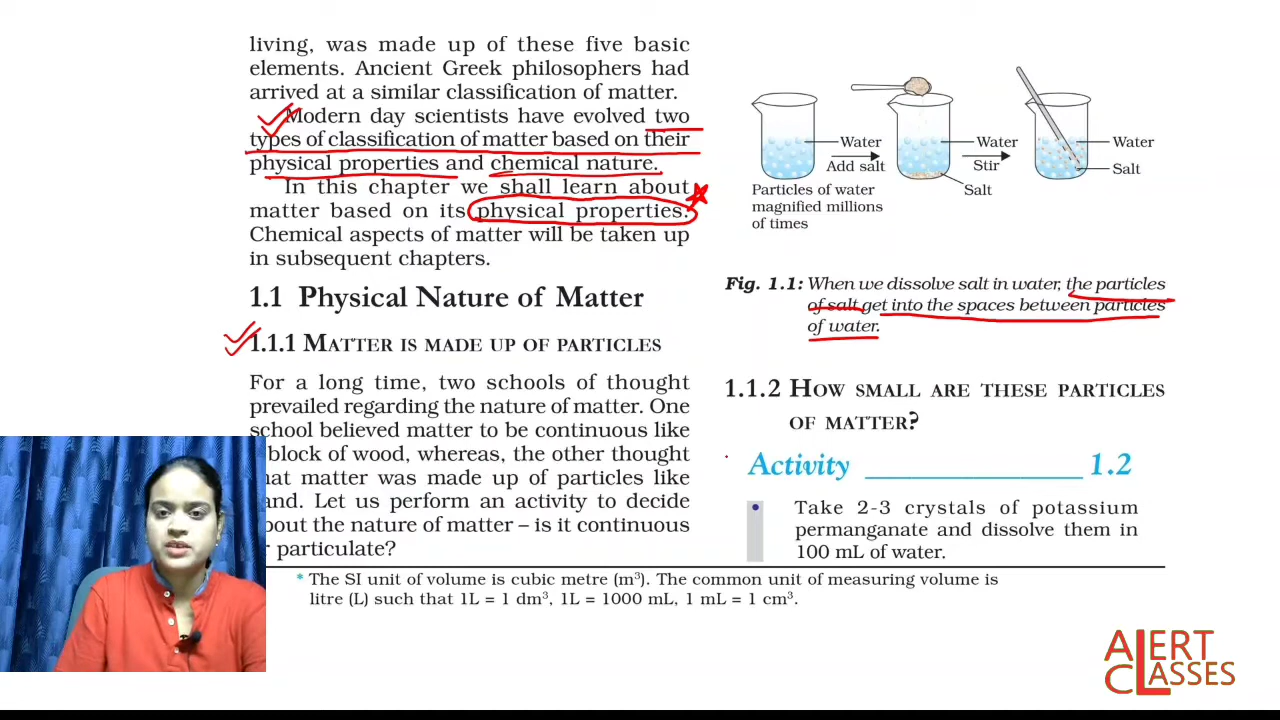 living, was made up of these five basic
elements. Ancient Greek philosophers had
arrived at a similar classification of matter.
Modern day scientists have evolved two
types of classification of matter based on their
physical properties and chemical nature.
In this chapter we shall learn about
matter based on its physical properties.
Chemical aspects of matter will be taken up
in subsequent chapters.
1.1 Physical Nature of Matter
1.1.1 MATTER IS MADE UP OF PARTICLES
For a long time, two schools of thought
prevailed regarding the nature of matter. One
school believed matter to be continuous like
block of wood, whereas, the other thought
hat matter was made up of particles like
and. Let us perform an activity to decide
bout the nature of matter – is it continuous
r particulate?
Water
Add salt
Water
Stir
Salt
Water
Salt
Particles of water
magnified millions
of times
Fig. 1.1: When we dissolve salt in water, the particles
of salt get into the spaces between particles
of water.
1.1.2 HOW SMALL ARE THESE PARTICLES
OF MATTER?
Activity ______________ 1.2
• Take 2-3 crystals of potassium
permanganate and dissolve them in
100 mL of water.
* The SI unit of volume is cubic metre (m³). The common unit of measuring volume is
litre (L) such that 1L = 1 dm³, 1L = 1000 mL, 1 mL = 1 cm³.
ALERT
CLASSES